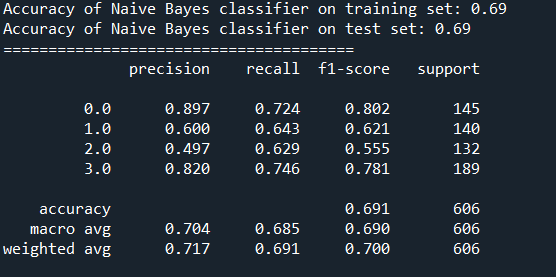 Accuracy of Naive Bayes classifier on training set: 0.69
Accuracy of Naive Bayes classifier on test set: 0.69
=======================================
precision recall f1-score support
0.0 0.897 0.724 0.802 145
1.0 0.600 0.643 0.621 140
2.0 0.497 0.629 0.555 132
3.0 0.820 0.746 0.781 189
accuracy 0.691 606
macro avg 0.704 0.685 0.690 606
weighted avg 0.717 0.691 0.700 606